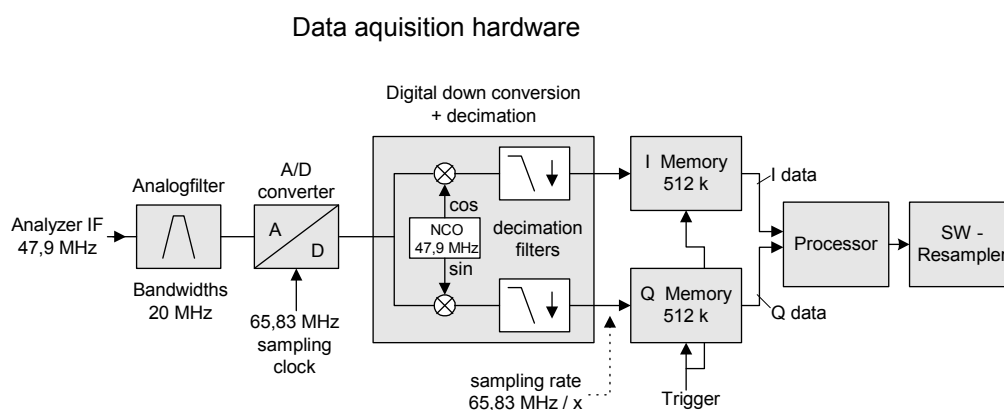 Data aquisition hardware
Digital down conversion
+ decimation
A/D
converter
Analogfilter
Analyzer IF
47,9 MHz
Bandwidths
20 MHz
A
D
65,83 MHz
sampling
clock
cos
NCO
47,9 MHz
sin
decimation
filters
sampling rate
65,83 MHz / x
I Memory
512 k
Q Memory
512 k
Trigger
I data
Q data
Processor
SW -
Resampler